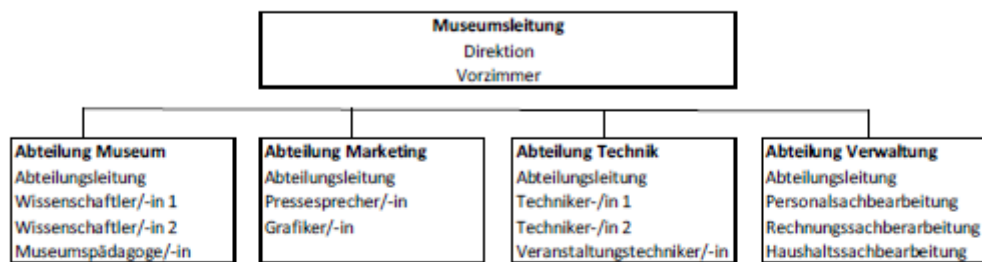 Museumsleitung
Direktion
Vorzimmer
Abteilung Museum
Abteilungsleitung
Wissenschaftler/-in 1
Wissenschaftler/-in 2
Museumspädagoge/-in
Abteilung Marketing
Abteilungsleitung
Pressesprecher/-in
Grafiker/-in
Abteilung Technik
Abteilungsleitung
Techniker-/in 1
Techniker-/in 2
Veranstaltungstechniker/-in
Abteilung Verwaltung
Abteilungsleitung
Personalsachbearbeitung
Rechnungssachberarbeitung
Haushaltssachbearbeitung